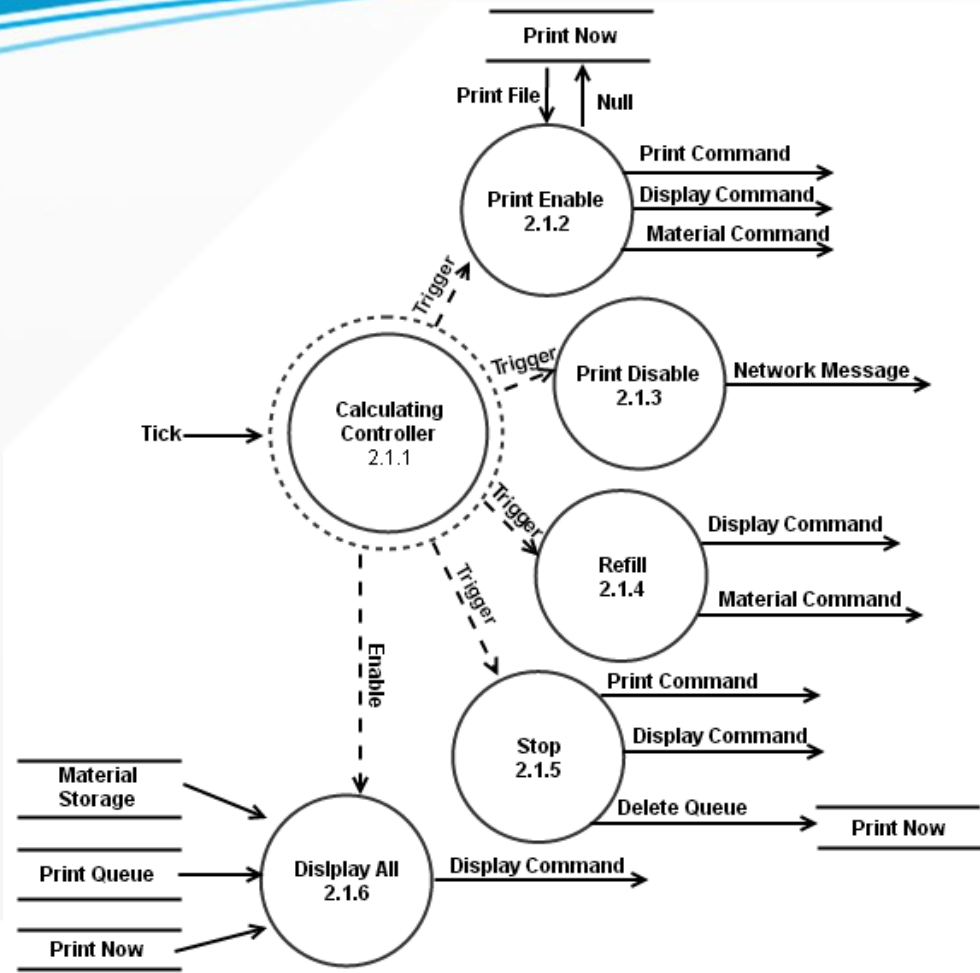 Print Now
Print File
Null
Print Enable
2.1.2
Print Command
Display Command
Material Command
Trigger
Trigger
Print Disable
2.1.3
Network Message
Tick
Calculating
Controller
2.1.1
Trigger
Refill
2.1.4
Display Command
Material Command
Trigger
Enable
Stop
2.1.5
Print Command
Display Command
Delete Queue
Print Now
Material
Storage
Print Queue
Print Now
Dislplay All
2.1.6
Display Command